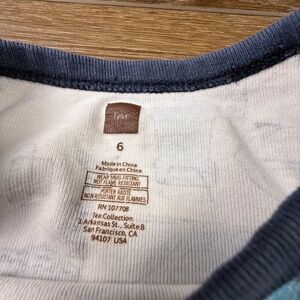 tea
6
Made in China
Fabriqué en China
WEAR SNUG-FITTING
NOT FLAME RESISTANT
PORTER AJUSTÉ
NON RÉSISTANT AUX FLAMMES
RN 107708
Tea Collection
1 Arkansas St., Suite B
San Francisco, CA
94107 USA